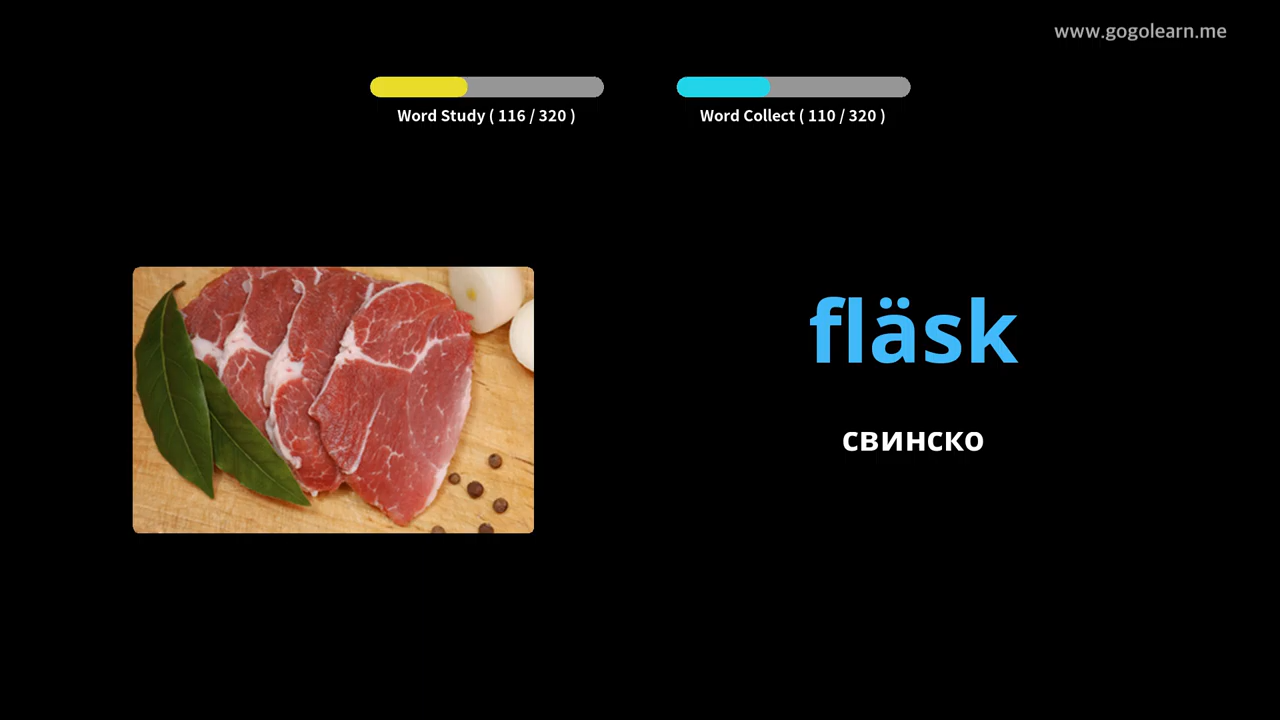 www.gogolearn.me
Word Study ( 116 / 320 )
Word Collect ( 110 / 320 )
fläsk
свинско